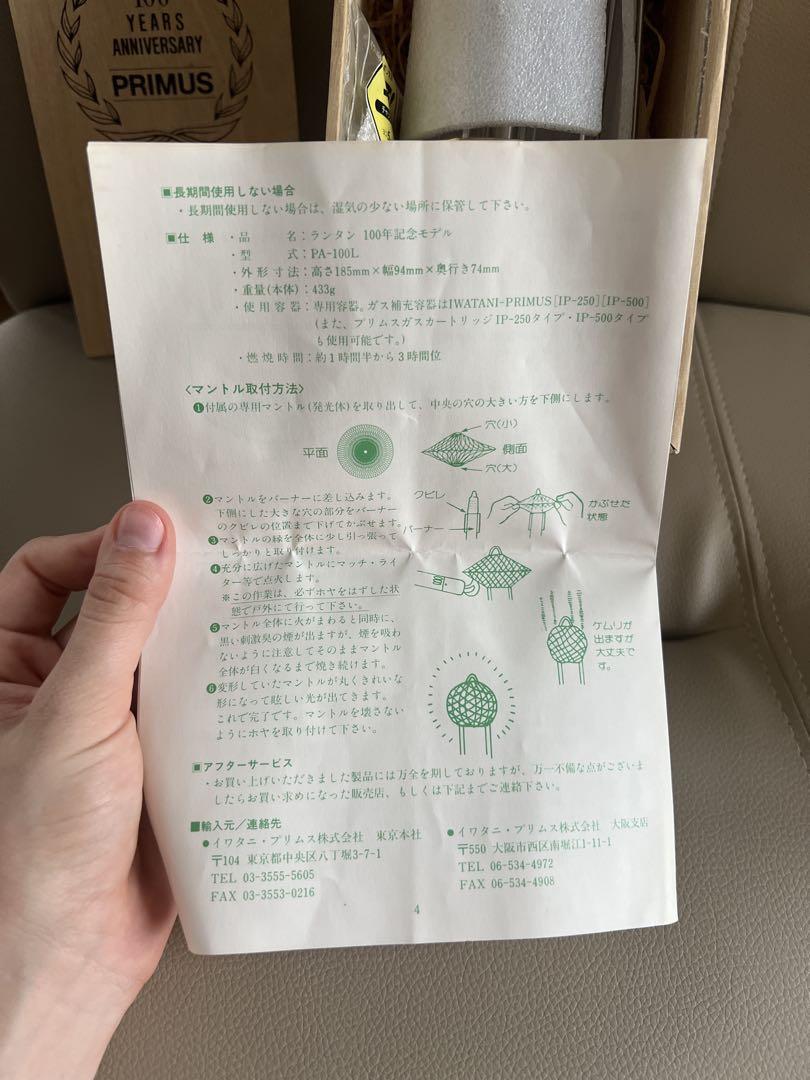 100
YEARS
ANNIVERSARY
PRIMUS
■長期間使用しない場合
・長期間使用しない場合は、湿気の少ない場所に保管して下さい。
■仕 様 ・品 名：ランタン 100年記念モデル
・型 式：PA-100L
・外形寸法：高さ185mm×幅94mm×奥行き74mm
・重量(本体)：433g
・使用容器：専用容器。ガス補充容器はIWATANI-PRIMUS[IP-250][IP-500]
(また、プリムスガスカートリッジIP-250タイプ・IP-500タイプ
も使用可能です。)
・燃焼時間：約1時間半から3時間位
〈マントル取付方法〉
❶付属の専用マントル(発光体)を取り出して、中央の穴の大きい方を下側にします。
平面
穴(小)
側面
穴(大)
❷マントルをバーナーに差し込みます。
下側にした大きな穴の部分をバーナー
のクビレの位置まで下げてかぶせます。
クビレ
バーナー
かぶせた
状態
❸マントルの縁を全体に少し引っ張って
しっかりと取り付けます。
❹充分に広げたマントルにマッチ・ライ
ター等で点火します。
※この作業は、必ずホヤをはずした状
態で戸外にて行って下さい。
❺マントル全体に火がまわると同時に、
黒い刺激臭の煙が出ますが、煙を吸わ
ないように注意してそのままマントル
全体が白くなるまで焼き続けます。
ケムリが
出ますが
大丈夫で
す。
❻変形していたマントルが丸くきれいな
形になって眩しい光が出てきます。
これで完了です。マントルを壊さない
ようにホヤを取り付けて下さい。
■アフターサービス
・お買い上げいただきました製品には万全を期しておりますが、万一不備な点がございま
したらお買い求めになった販売店、もしくは下記までご連絡下さい。
■輸入元／連絡先
●イワタニ・プリムス株式会社 東京本社
〒104 東京都中央区八丁堀3-7-1
TEL 03-3555-5605
FAX 03-3553-0216
●イワタニ・プリムス株式会社 大阪支店
〒550 大阪市西区南堀江1-11-1
TEL 06-534-4972
FAX 06-534-4908
4